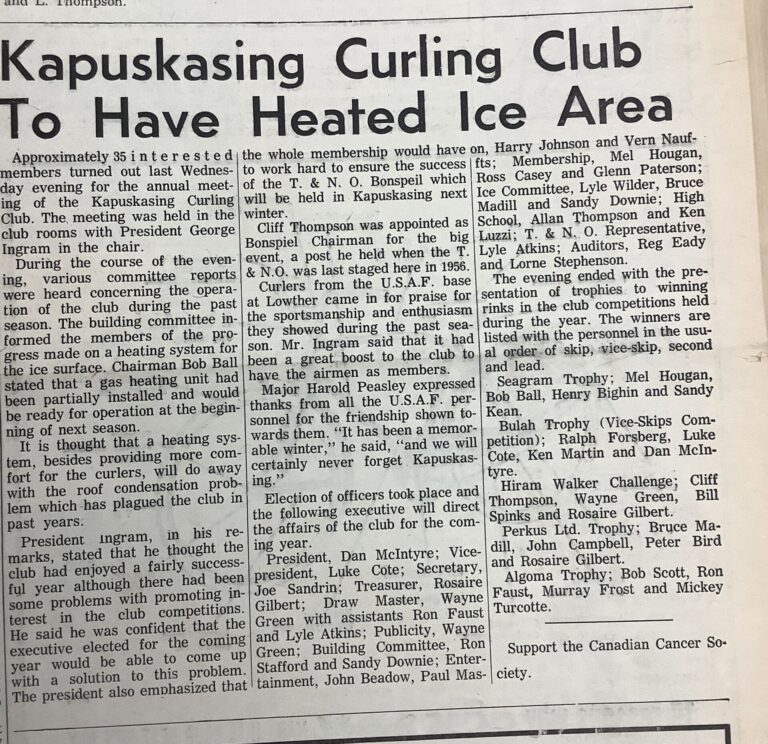 and L. Thompson.
Kapuskasing Curling Club
To Have Heated Ice Area
Approximately 35 interested
members turned out last Wednes-
day evening for the annual meet-
ing of the Kapuskasing Curling
Club. The meeting was held in the
club rooms with President George
Ingram in the chair.
During the course of the even-
ing, various committee reports
were heard concerning the opera-
tion of the club during the past
season. The building committee in-
formed the members of the pro-
gress made on a heating system for
the ice surface. Chairman Bob Ball
stated that a gas heating unit had
been partially installed and would
be ready for operation at the begin-
ning of next season.
It is thought that a heating sys-
tem, besides providing more com-
fort for the curlers, will do away
with the roof condensation prob-
lem which has plagued the club in
past years.
President Ingram, in his re-
marks, stated that he thought the
club had enjoyed a fairly success-
ful year although there had been
some problems with promoting in-
terest in the club competitions.
He said he was confident that the
executive elected for the coming
year would be able to come up
with a solution to this problem.
The president also emphasized that
the whole membership would have
to work hard to ensure the success
of the T. & N. O. Bonspeil which
will be held in Kapuskasing next
winter.
Cliff Thompson was appointed as
Bonspiel Chairman for the big
event, a post he held when the T.
& N.O. was last staged here in 1956.
Curlers from the U.S.A.F. base
at Lowther came in for praise for
the sportsmanship and enthusiasm
they showed during the past sea-
son. Mr. Ingram said that it had
been a great boost to the club to
have the airmen as members.
Major Harold Peasley expressed
thanks from all the U.S.A.F. per-
sonnel for the friendship shown to-
wards them. "It has been a memor-
able winter," he said, "and we will
certainly never forget Kapuskas-
ing."
Election of officers took place and
the following executive will direct
the affairs of the club for the com-
ing year.
President, Dan McIntyre; Vice-
president, Luke Cote; Secretary,
Joe Sandrin; Treasurer, Rosaire
Gilbert; Draw Master, Wayne
Green with assistants Ron Faust
and Lyle Atkins; Publicity, Wayne
Green; Building Committee, Ron
Stafford and Sandy Downie; Enter-
tainment, John Beadow, Paul Mas-
on, Harry Johnson and Vern Nauf-
fts; Membership, Mel Hougan,
Ross Casey and Glenn Paterson;
Ice Committee, Lyle Wilder, Bruce
Madill and Sandy Downie; High
School, Allan Thompson and Ken
Luzzi; T. & N. O. Representative,
Lyle Atkins; Auditors, Reg Eady
and Lorne Stephenson.
The evening ended with the pre-
sentation of trophies to winning
rinks in the club competitions held
during the year. The winners are
listed with the personnel in the usu-
al order of skip, vice-skip, second
and lead.
Seagram Trophy; Mel Hougan,
Bob Ball, Henry Bighin and Sandy
Kean.
Bulah Trophy (Vice-Skips Com-
petition); Ralph Forsberg, Luke
Cote, Ken Martin and Dan McIn-
tyre.
Hiram Walker Challenge; Cliff
Thompson, Wayne Green, Bill
Spinks and Rosaire Gilbert.
Perkus Ltd. Trophy; Bruce Ma-
dill, John Campbell, Peter Bird
and Rosaire Gilbert.
Algoma Trophy; Bob Scott, Ron
Faust, Murray Frost and Mickey
Turcotte.
Support the Canadian Cancer So-
ciety.